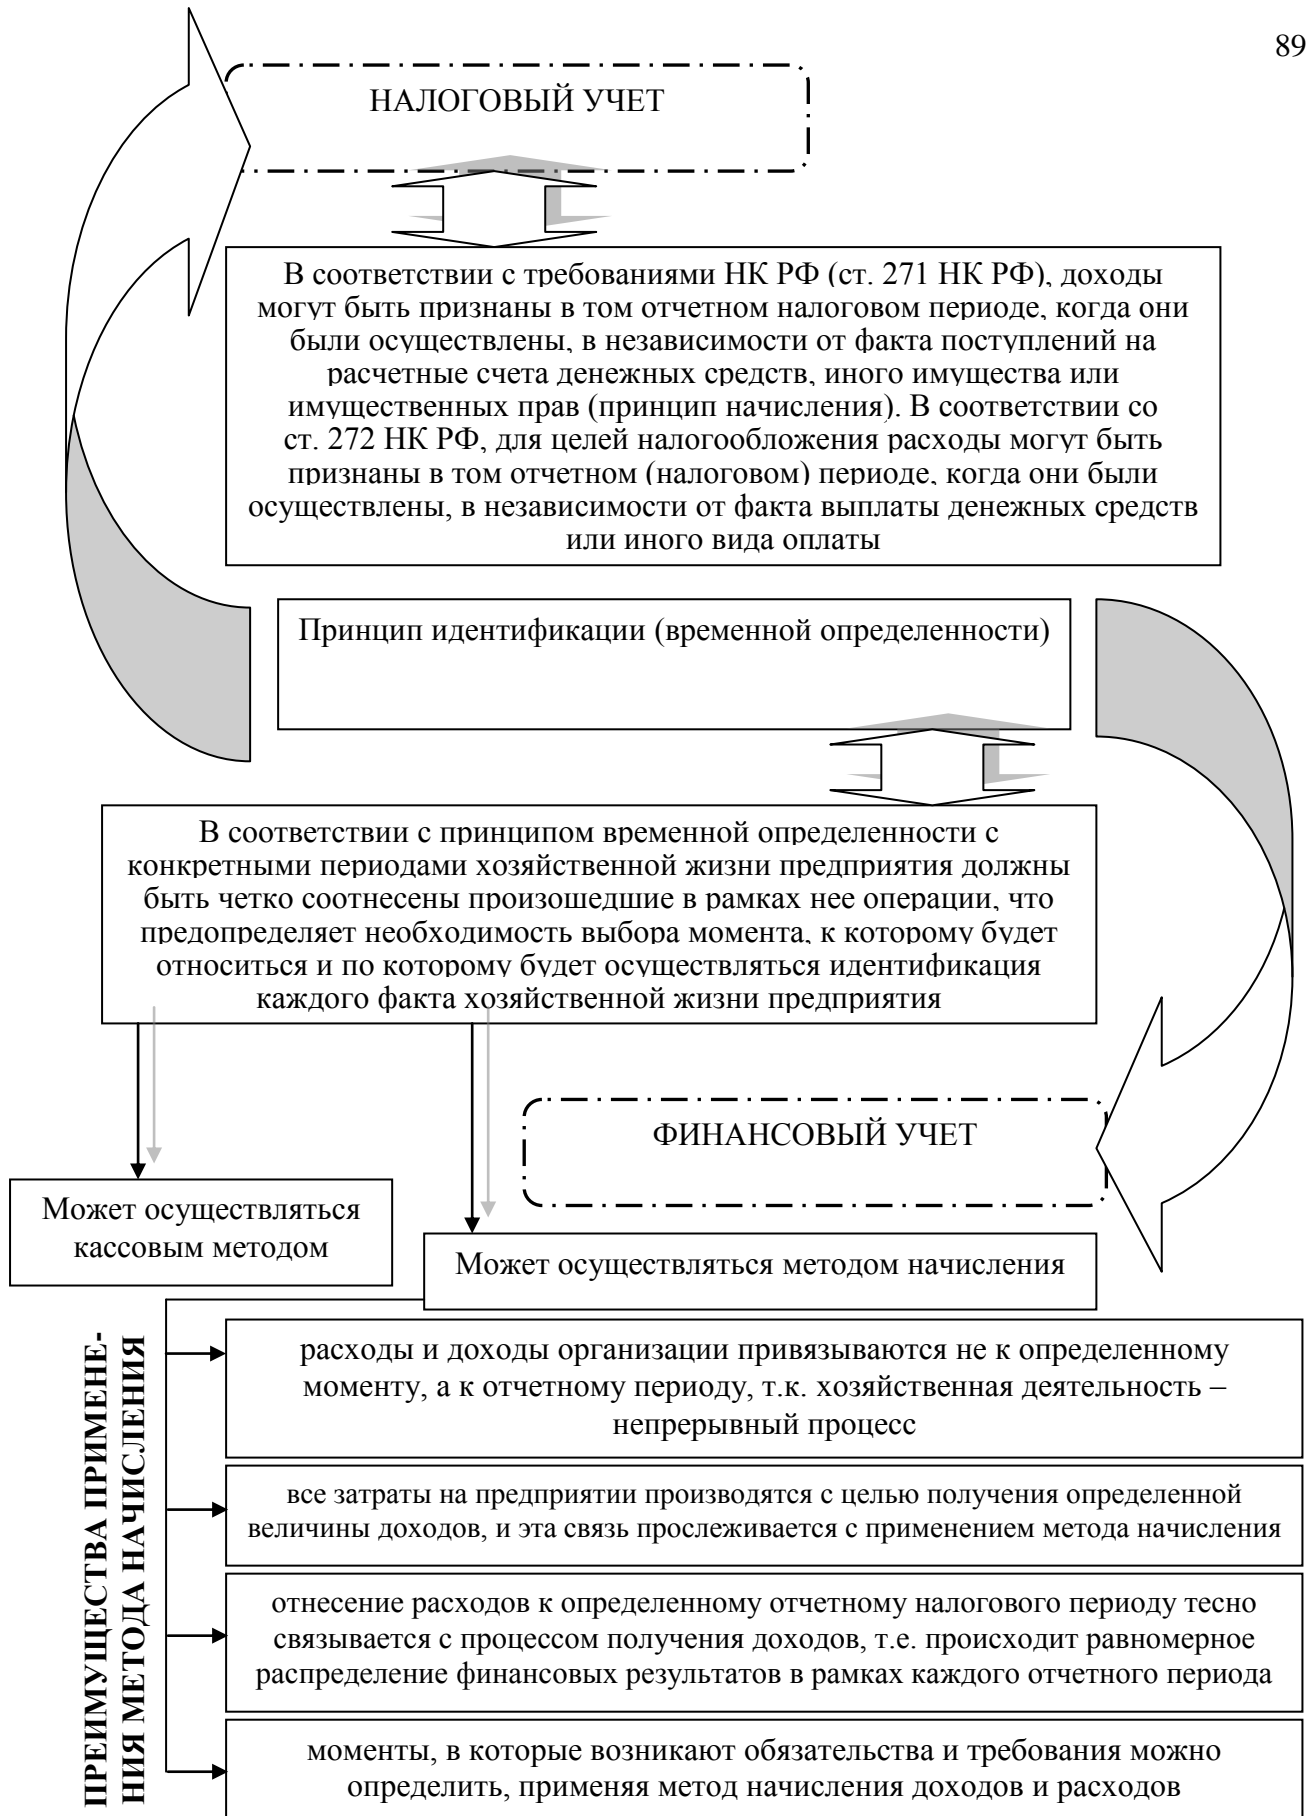 89
НАЛОГОВЫЙ УЧЕТ
В соответствии с требованиями НК РФ (ст. 271 НК РФ), доходы
могут быть признаны в том отчетном налоговом периоде, когда они
были осуществлены, в независимости от факта поступлений на
расчетные счета денежных средств, иного имущества или
имущественных прав (принцип начисления). В соответствии со
ст. 272 НК РФ, для целей налогообложения расходы могут быть
признаны в том отчетном (налоговом) периоде, когда они были
осуществлены, в независимости от факта выплаты денежных средств
или иного вида оплаты
Принцип идентификации (временной определенности)
В соответствии с принципом временной определенности с
конкретными периодами хозяйственной жизни предприятия должны
быть четко соотнесены произошедшие в рамках нее операции, что
предопределяет необходимость выбора момента, к которому будет
относиться и по которому будет осуществляться идентификация
каждого факта хозяйственной жизни предприятия
ФИНАНСОВЫЙ УЧЕТ
Может осуществляться
кассовым методом
Может осуществляться методом начисления
ПРЕИМУЩЕСТВА ПРИМЕНЕ-
НИЯ МЕТОДА НАЧИСЛЕНИЯ
расходы и доходы организации привязываются не к определенному
моменту, а к отчетному периоду, т.к. хозяйственная деятельность –
непрерывный процесс
все затраты на предприятии производятся с целью получения определенной
величины доходов, и эта связь прослеживается с применением метода начисления
отнесение расходов к определенному отчетному налогового периоду тесно
связывается с процессом получения доходов, т.е. происходит равномерное
распределение финансовых результатов в рамках каждого отчетного периода
моменты, в которые возникают обязательства и требования можно
определить, применяя метод начисления доходов и расходов